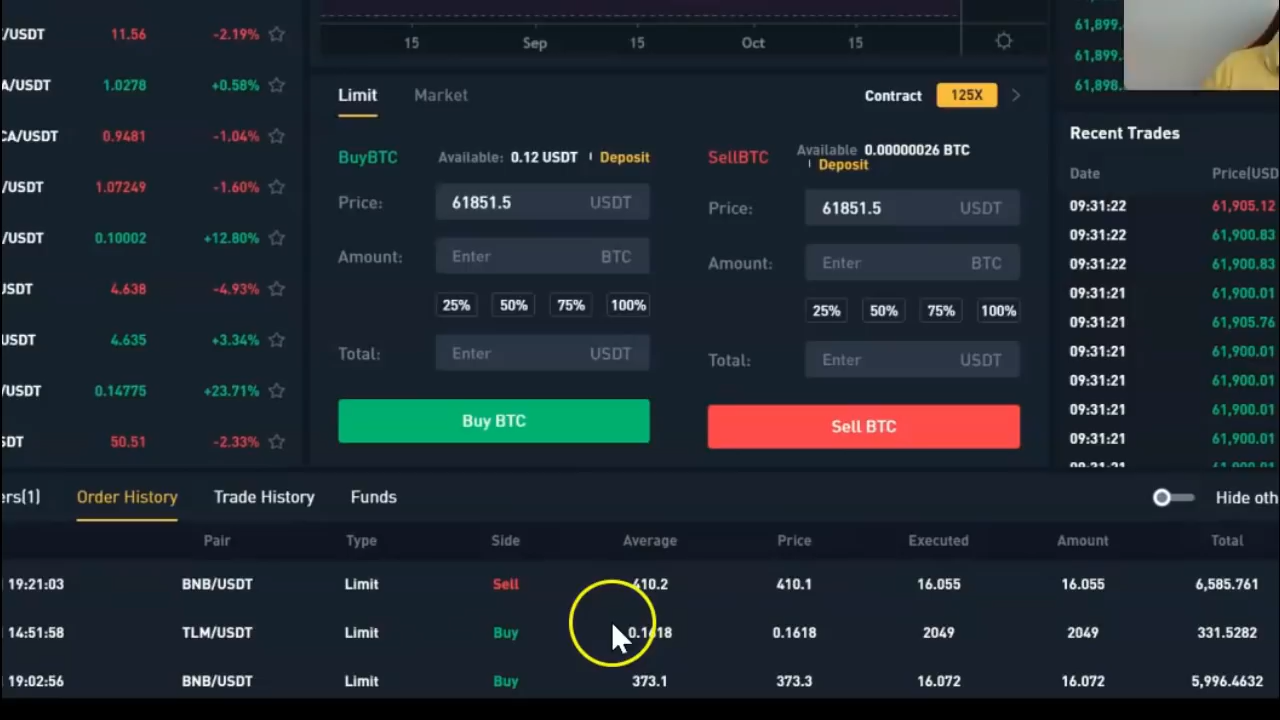 /USDT 11.56 -2.19%
A/USDT 1.0278 +0.58%
CA/USDT 0.9481 -1.04%
/USDT 1.07249 -1.60%
/USDT 0.10002 +12.80%
USDT 4.638 -4.93%
USDT 4.635 +3.34%
/USDT 0.14775 +23.71%
SDT 50.51 -2.33%
15 Sep 15 Oct 15
Limit Market Contract 125X
BuyBTC Available: 0.12 USDT Deposit
Price: 61851.5 USDT
Amount: Enter BTC
25% 50% 75% 100%
Total: Enter USDT
Buy BTC
SellBTC Available 0.00000026 BTC
Deposit
Price: 61851.5 USDT
Amount: Enter BTC
25% 50% 75% 100%
Total: Enter USDT
Sell BTC
61,899.
61,899.
61,898.
Recent Trades
Date Price(USD
09:31:22 61,905.12
09:31:22 61,900.83
09:31:22 61,900.83
09:31:21 61,900.01
09:31:21 61,905.76
09:31:21 61,900.01
09:31:21 61,900.01
09:31:21 61,900.01
09:31:21 61,900.01
09:31:21 61,900.01
ers(1) Order History Trade History Funds Hide oth
Pair Type Side Average Price Executed Amount Total
19:21:03 BNB/USDT Limit Sell 410.2 410.1 16.055 16.055 6,585.761
14:51:58 TLM/USDT Limit Buy 0.1618 0.1618 2049 2049 331.5282
19:02:56 BNB/USDT Limit Buy 373.1 373.3 16.072 16.072 5,996.4632